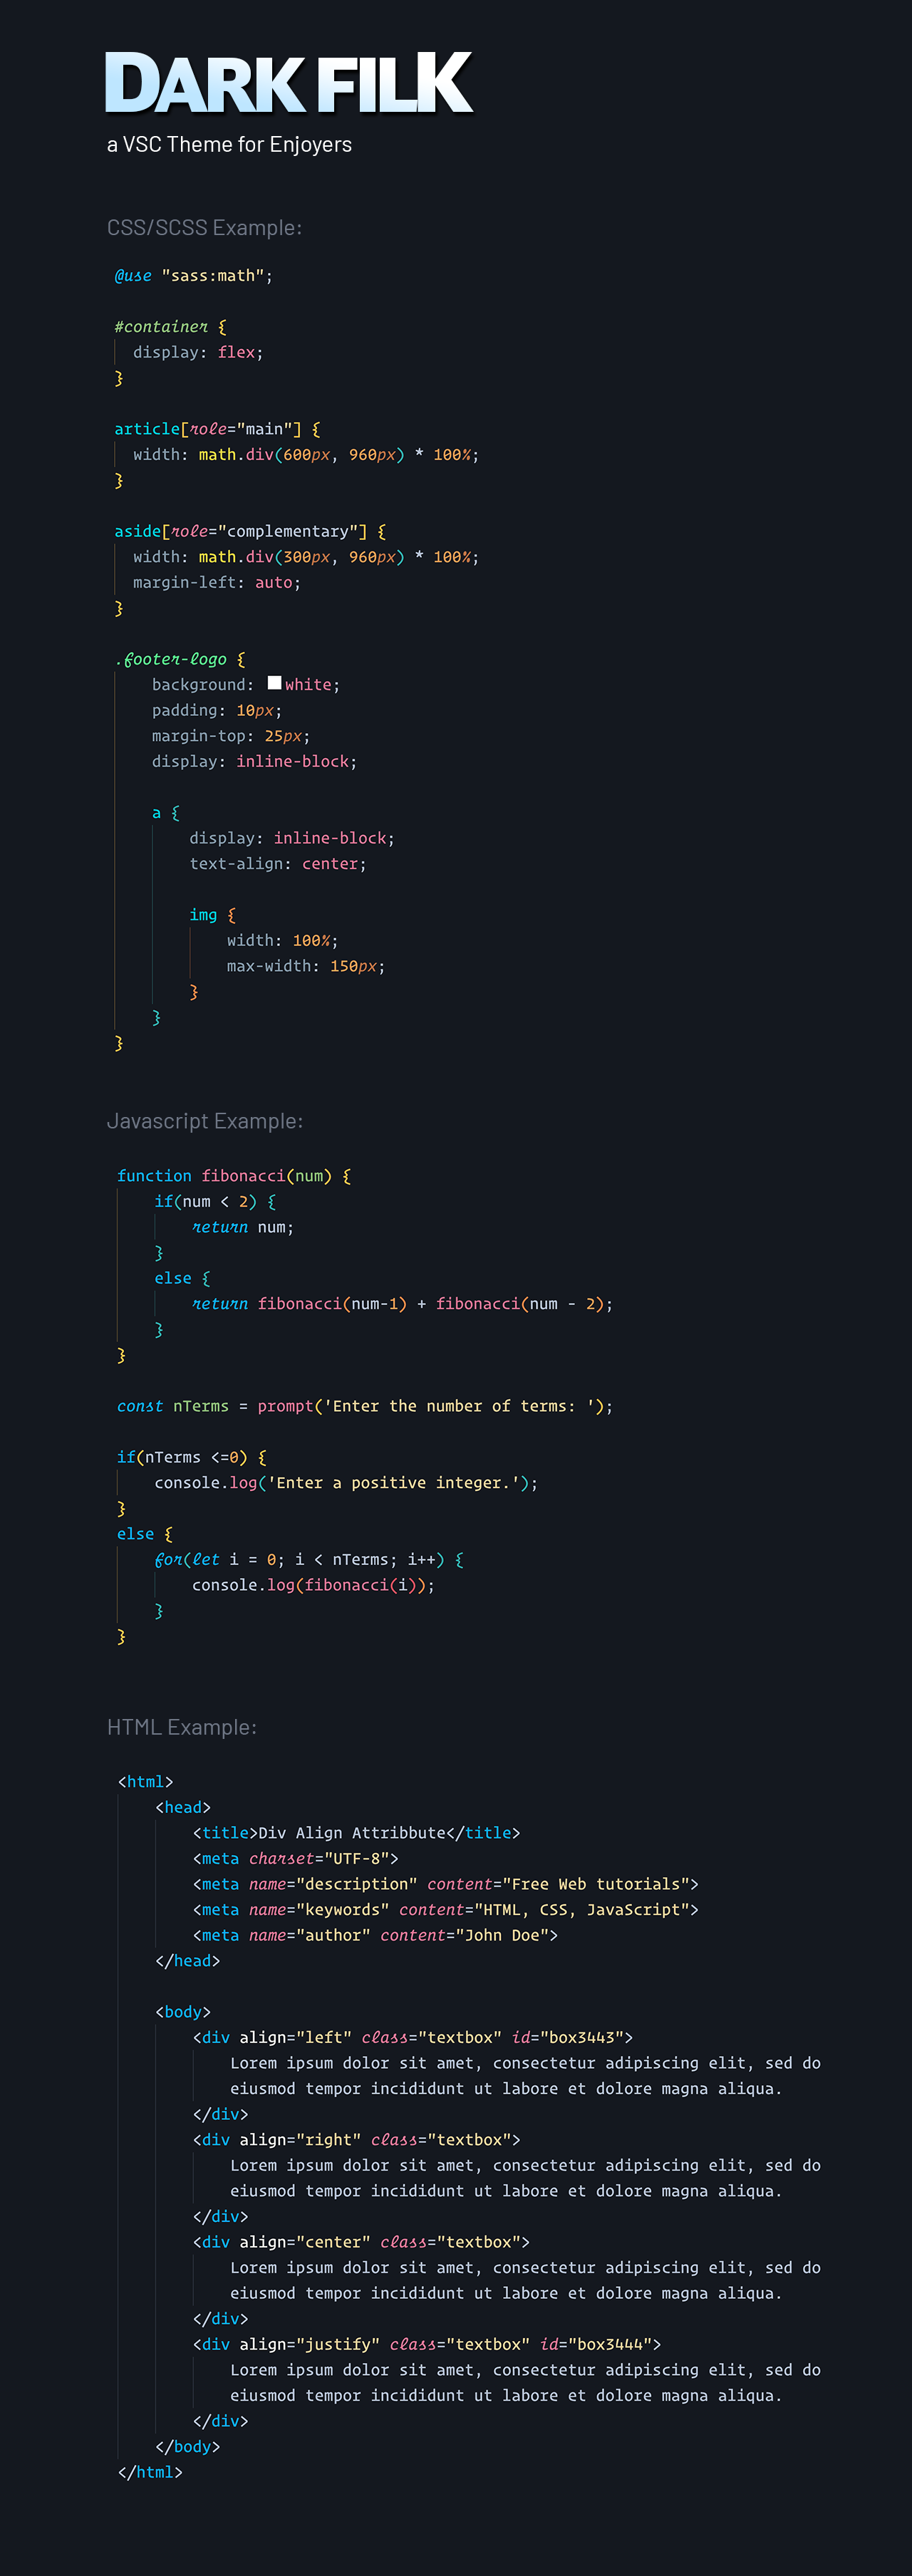 DARK FILK
a VSC Theme for Enjoyers
CSS/SCSS Example:
@use "sass:math";
#container {
  display: flex;
}
article[role="main"] {
  width: math.div(600px, 960px) * 100%;
}
aside[role="complementary"] {
  width: math.div(300px, 960px) * 100%;
  margin-left: auto;
}
.footer-logo {
    background: white;
    padding: 10px;
    margin-top: 25px;
    display: inline-block;
    a {
        display: inline-block;
        text-align: center;
        img {
            width: 100%;
            max-width: 150px;
        }
    }
}
Javascript Example:
function fibonacci(num) {
    if(num < 2) {
        return num;
    }
    else {
        return fibonacci(num-1) + fibonacci(num - 2);
    }
}
const nTerms = prompt('Enter the number of terms: ');
if(nTerms <=0) {
    console.log('Enter a positive integer.');
}
else {
    for(let i = 0; i < nTerms; i++) {
        console.log(fibonacci(i));
    }
}
HTML Example:
<html>
    <head>
        <title>Div Align Attribbute</title>
        <meta charset="UTF-8">
        <meta name="description" content="Free Web tutorials">
        <meta name="keywords" content="HTML, CSS, JavaScript">
        <meta name="author" content="John Doe">
    </head>
    <body>
        <div align="left" class="textbox" id="box3443">
            Lorem ipsum dolor sit amet, consectetur adipiscing elit, sed do
            eiusmod tempor incididunt ut labore et dolore magna aliqua.
        </div>
        <div align="right" class="textbox">
            Lorem ipsum dolor sit amet, consectetur adipiscing elit, sed do
            eiusmod tempor incididunt ut labore et dolore magna aliqua.
        </div>
        <div align="center" class="textbox">
            Lorem ipsum dolor sit amet, consectetur adipiscing elit, sed do
            eiusmod tempor incididunt ut labore et dolore magna aliqua.
        </div>
        <div align="justify" class="textbox" id="box3444">
            Lorem ipsum dolor sit amet, consectetur adipiscing elit, sed do
            eiusmod tempor incididunt ut labore et dolore magna aliqua.
        </div>
    </body>
</html>